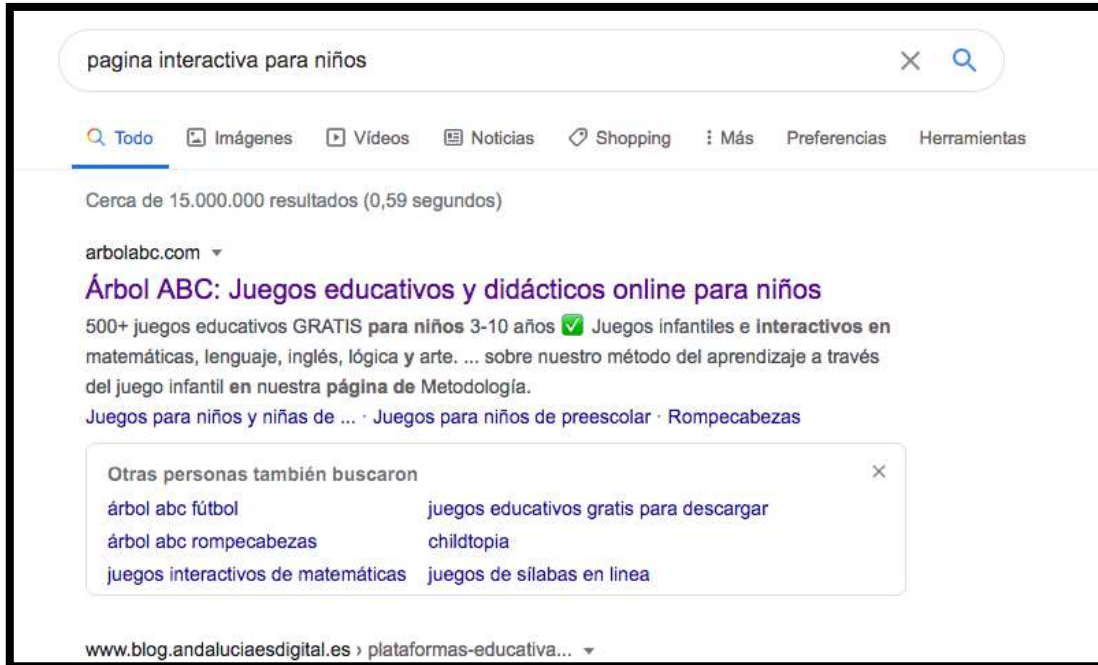 pagina interactiva para niños
Todo Imágenes Vídeos Noticias Shopping Más Preferencias Herramientas
Cerca de 15.000.000 resultados (0,59 segundos)
arbolabc.com
Árbol ABC: Juegos educativos y didácticos online para niños
500+ juegos educativos GRATIS para niños 3-10 años ✅ Juegos infantiles e interactivos en
matemáticas, lenguaje, inglés, lógica y arte. ... sobre nuestro método del aprendizaje a través
del juego infantil en nuestra página de Metodología.
Juegos para niños y niñas de ... · Juegos para niños de preescolar · Rompecabezas
Otras personas también buscaron
árbol abc fútbol juegos educativos gratis para descargar
árbol abc rompecabezas childtopia
juegos interactivos de matemáticas juegos de sílabas en linea
www.blog.andaluciaesdigital.es › plataformas-educativa...